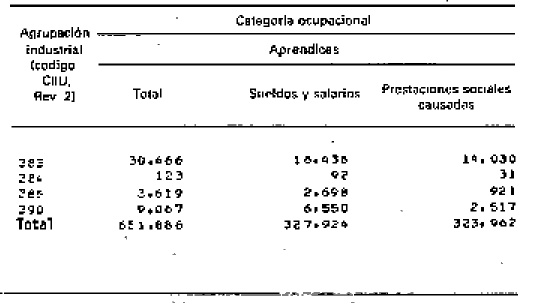 Categoría ocupacional
Agrupación
industrial
(codigo
CIIU,
Rev 2)
Aprendices
Total
Sueldos y salarios
Prestaciones sociales
causadas
383 30.466 16.436 14.030
384 123 92 31
385 3.619 2.698 921
390 9.067 6.550 2.517
Total 651.886 327.924 323.962